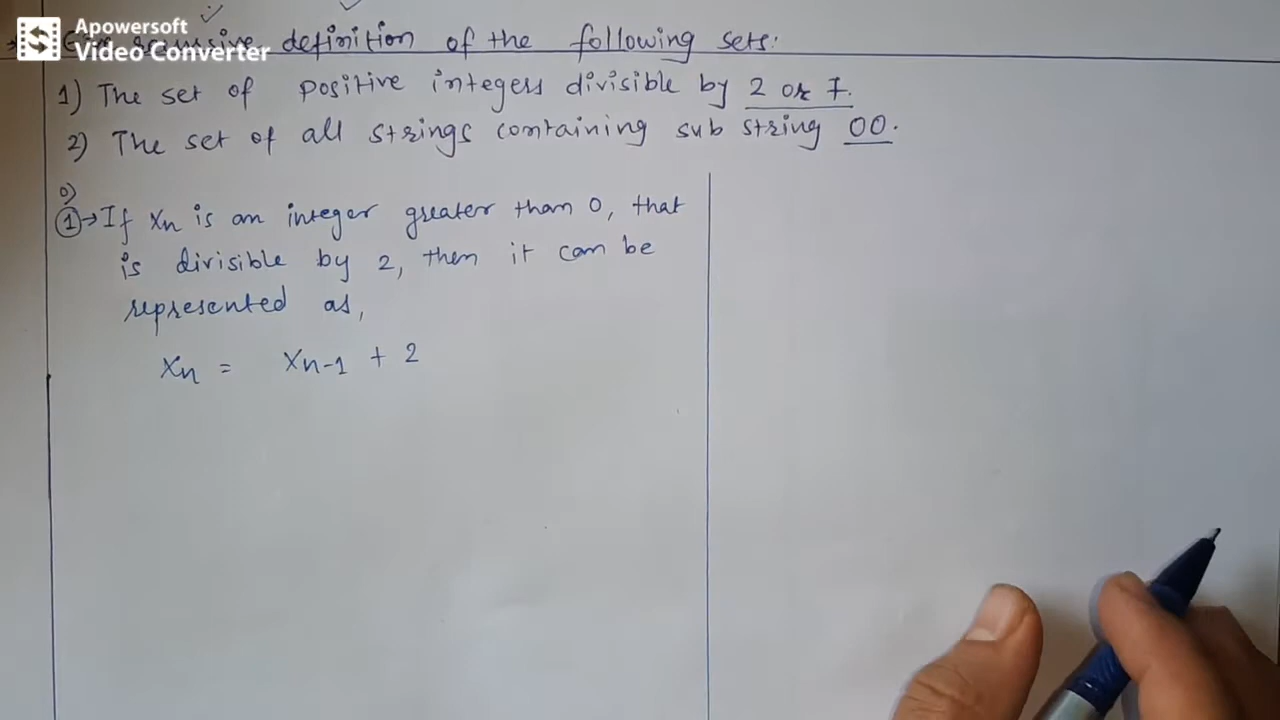 Apowersoft
Video Converter
definition of the following sets:
1) The set of positive integers divisible by 2 or 7.
2) The set of all strings containing sub string 00.
0)
1 → If Xn is an integer greater than 0, that
is divisible by 2, then it can be
represented as,
Xn = Xn-1 + 2